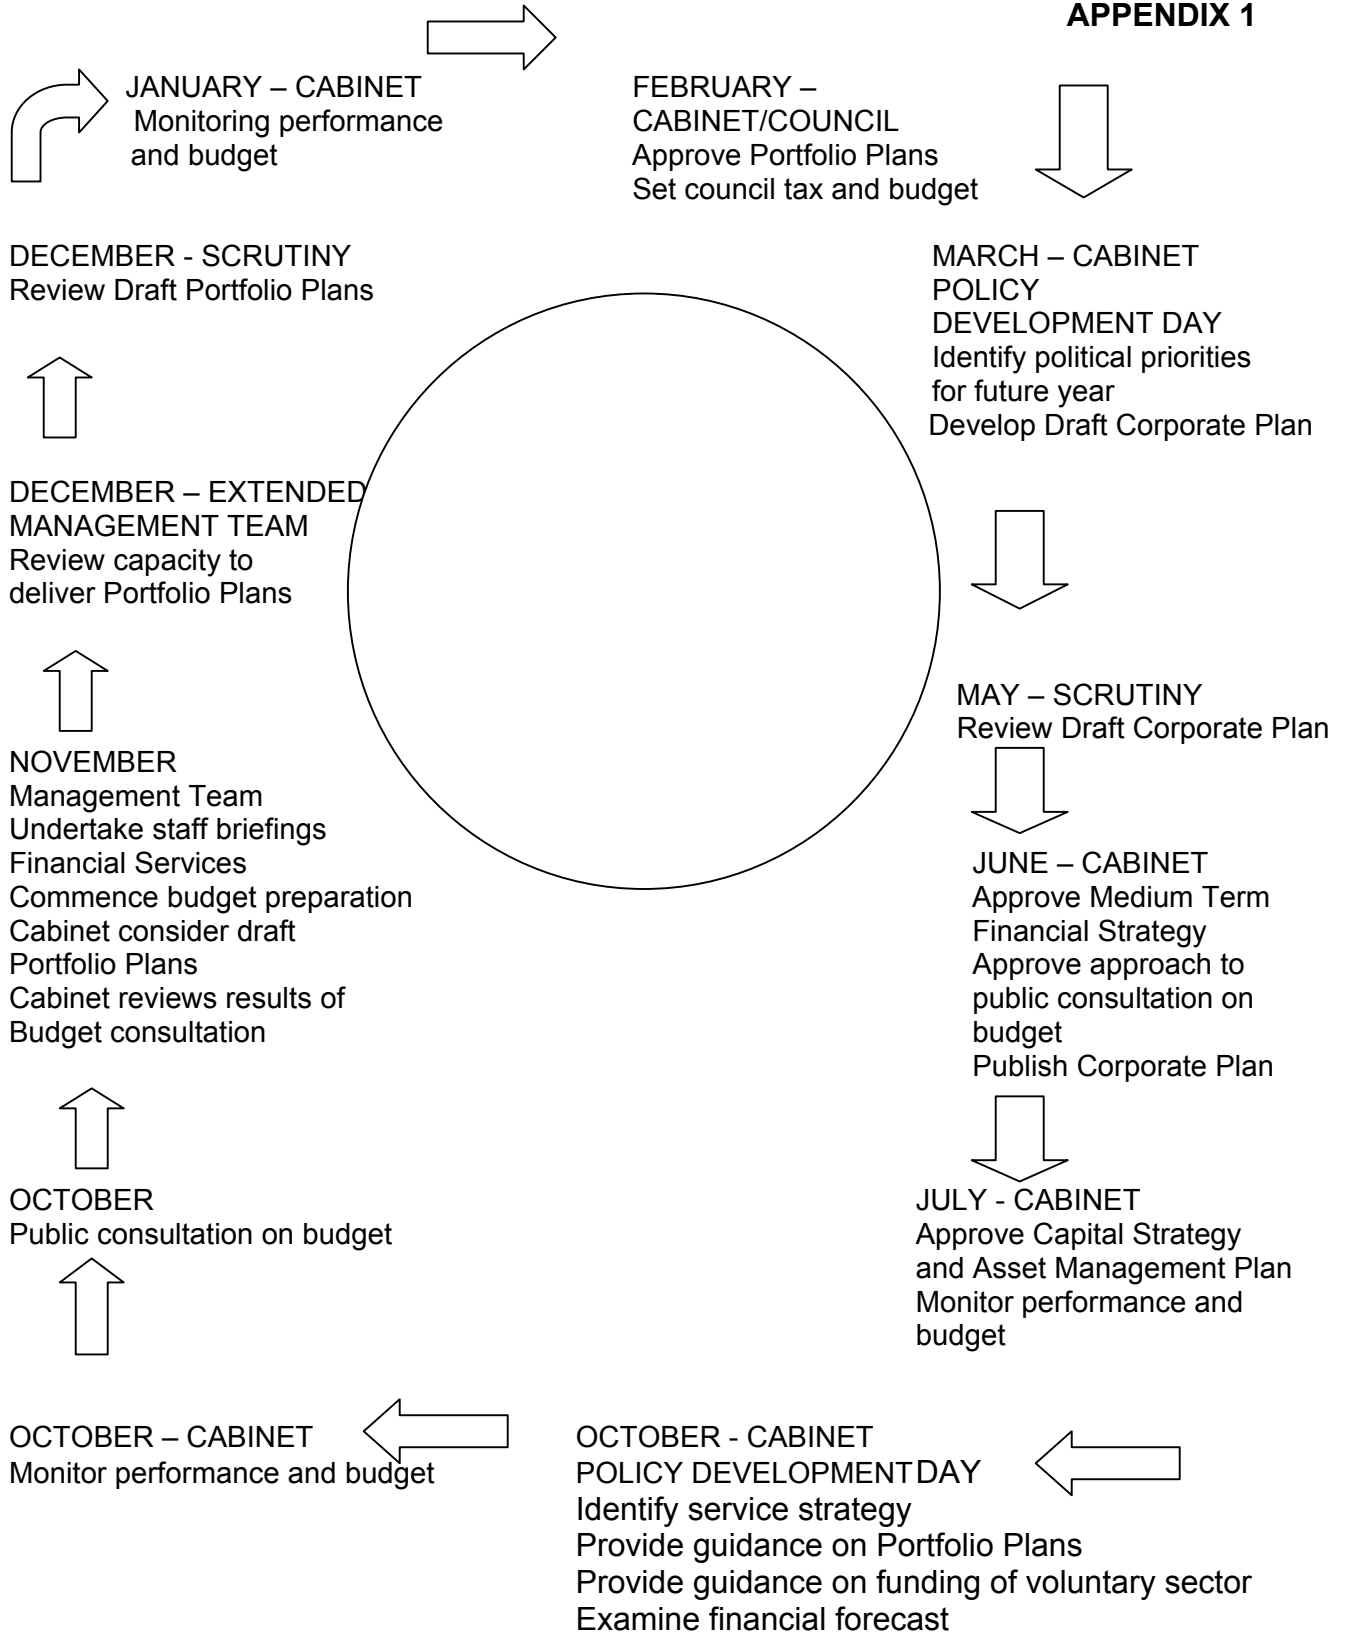 APPENDIX 1
JANUARY – CABINET
Monitoring performance
and budget
FEBRUARY –
CABINET/COUNCIL
Approve Portfolio Plans
Set council tax and budget
MARCH – CABINET
POLICY
DEVELOPMENT DAY
Identify political priorities
for future year
Develop Draft Corporate Plan
MAY – SCRUTINY
Review Draft Corporate Plan
JUNE – CABINET
Approve Medium Term
Financial Strategy
Approve approach to
public consultation on
budget
Publish Corporate Plan
JULY - CABINET
Approve Capital Strategy
and Asset Management Plan
Monitor performance and
budget
OCTOBER - CABINET
POLICY DEVELOPMENT DAY
Identify service strategy
Provide guidance on Portfolio Plans
Provide guidance on funding of voluntary sector
Examine financial forecast
OCTOBER – CABINET
Monitor performance and budget
OCTOBER
Public consultation on budget
NOVEMBER
Management Team
Undertake staff briefings
Financial Services
Commence budget preparation
Cabinet consider draft
Portfolio Plans
Cabinet reviews results of
Budget consultation
DECEMBER – EXTENDED
MANAGEMENT TEAM
Review capacity to
deliver Portfolio Plans
DECEMBER - SCRUTINY
Review Draft Portfolio Plans